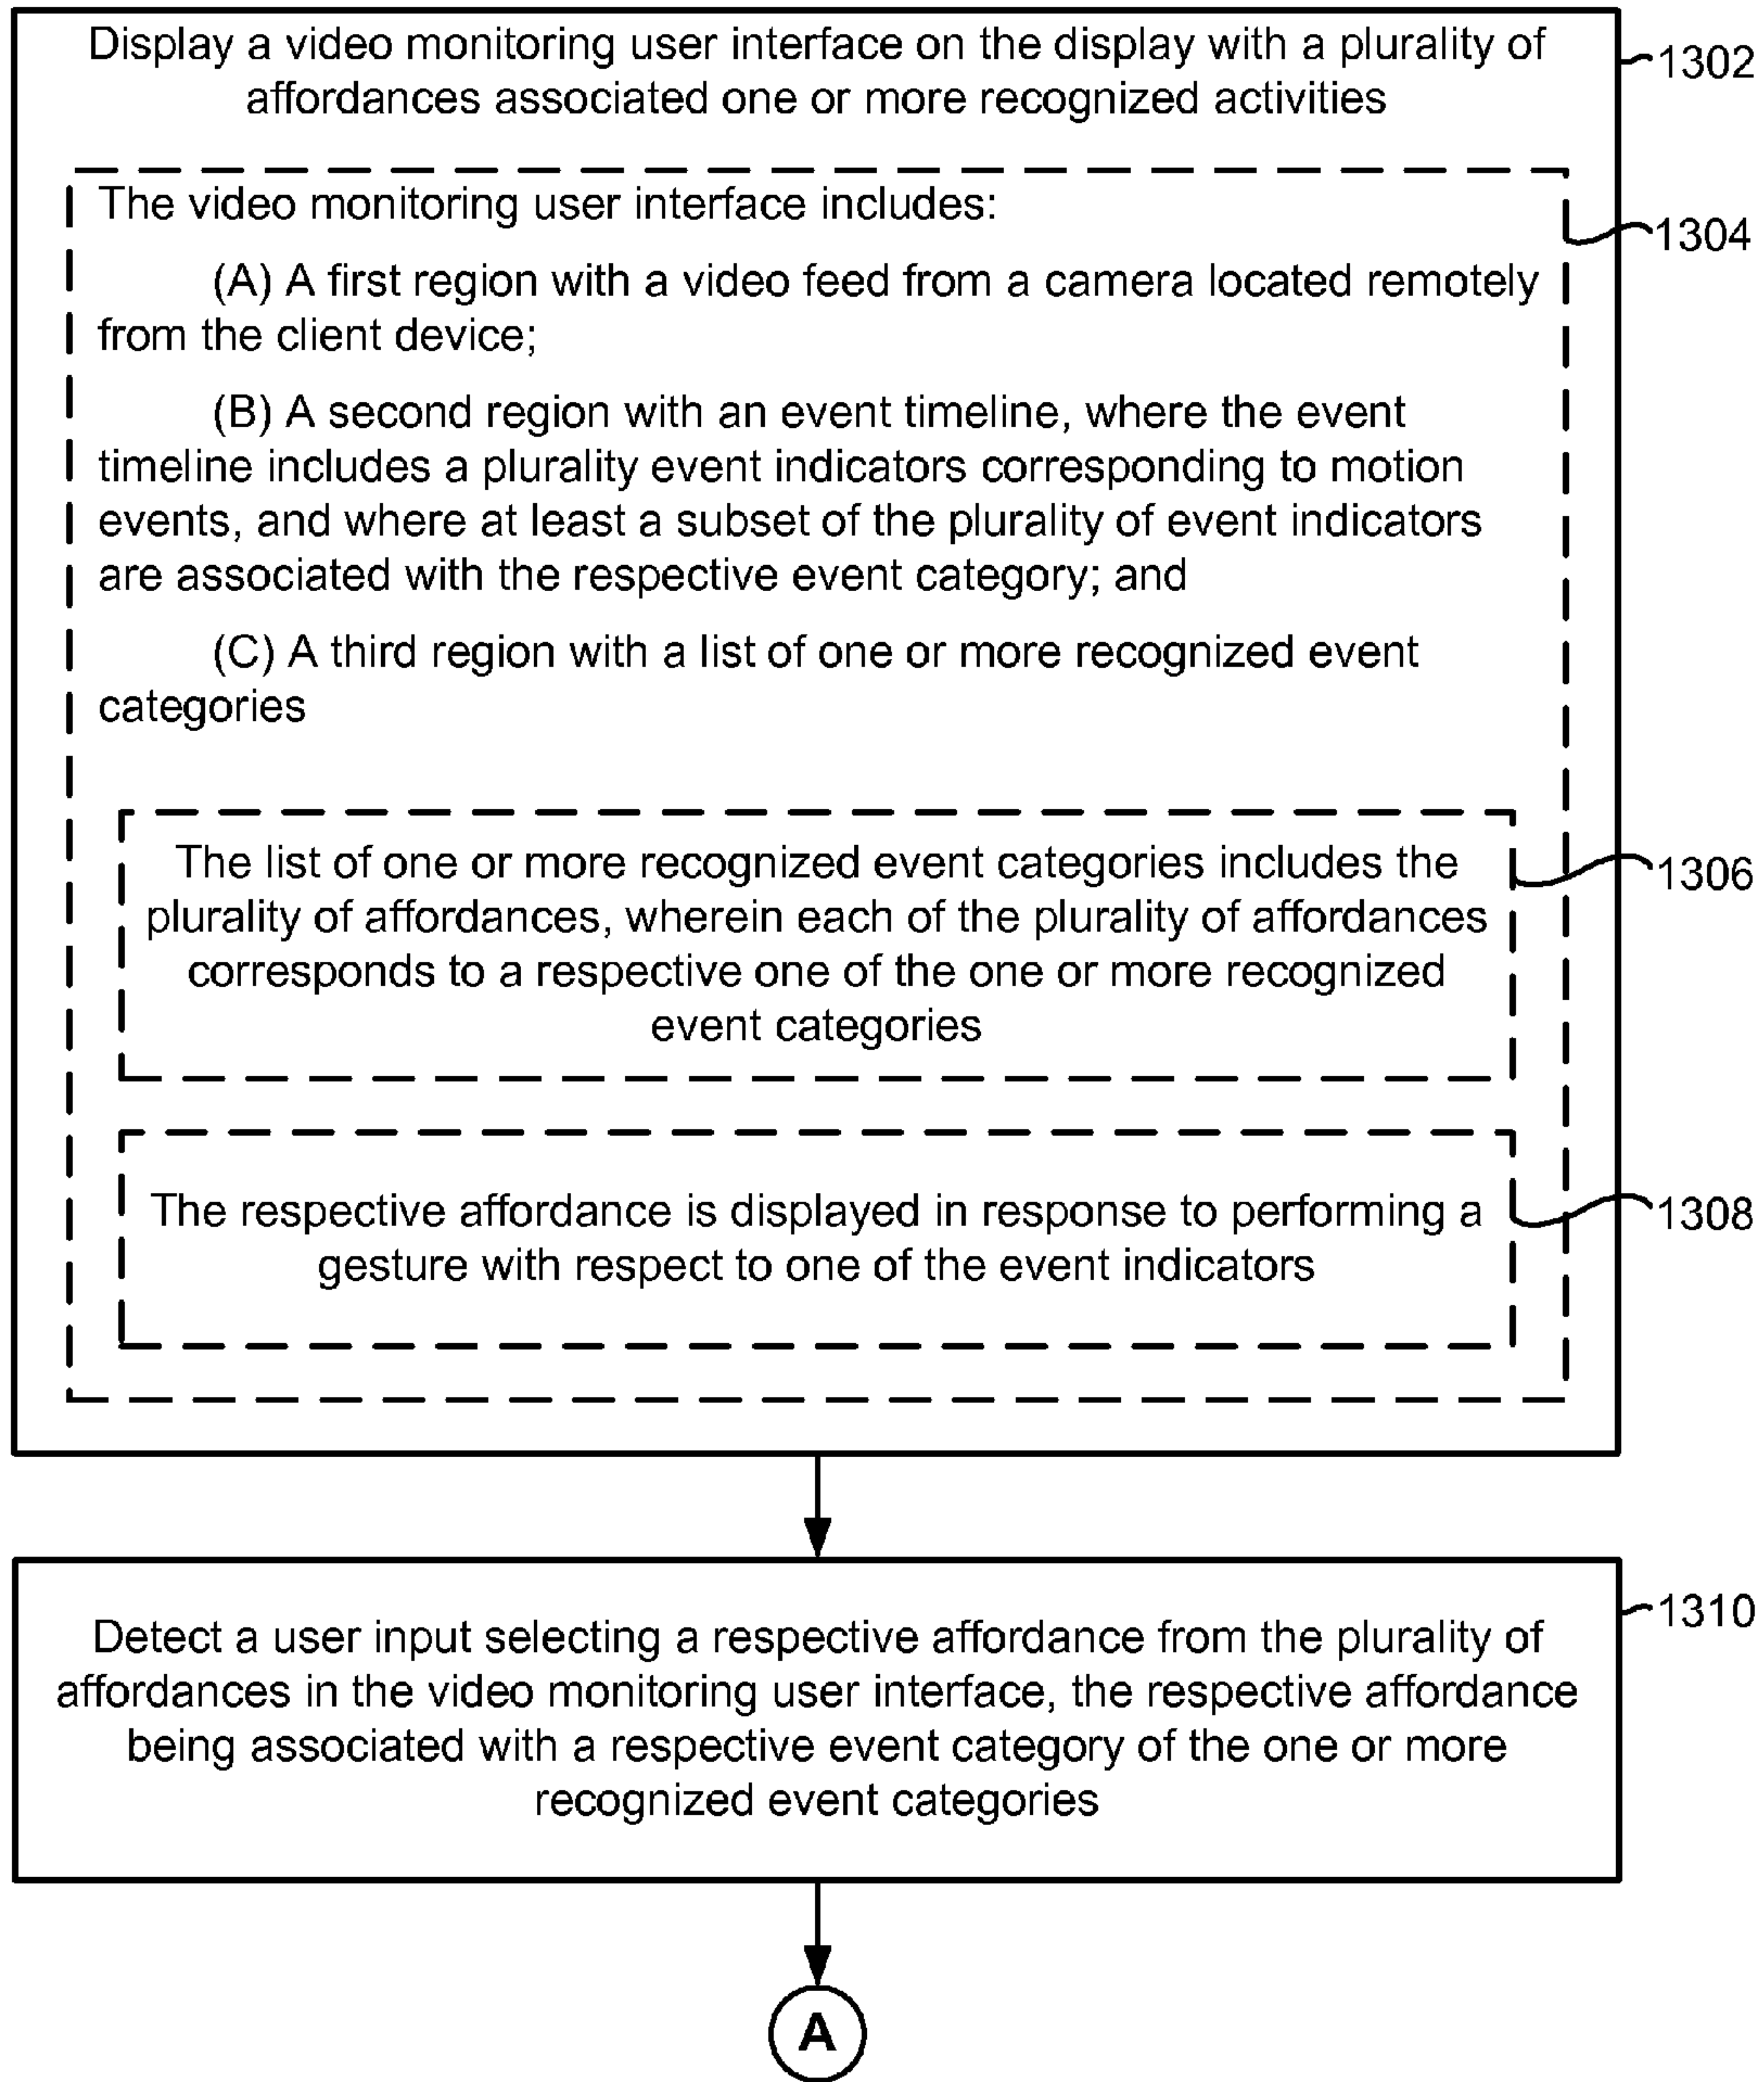 Display a video monitoring user interface on the display with a plurality of
affordances associated one or more recognized activities
1302
The video monitoring user interface includes:
1304
(A) A first region with a video feed from a camera located remotely
from the client device;
(B) A second region with an event timeline, where the event
timeline includes a plurality event indicators corresponding to motion
events, and where at least a subset of the plurality of event indicators
are associated with the respective event category; and
(C) A third region with a list of one or more recognized event
categories
The list of one or more recognized event categories includes the
plurality of affordances, wherein each of the plurality of affordances
corresponds to a respective one of the one or more recognized
event categories
1306
The respective affordance is displayed in response to performing a
gesture with respect to one of the event indicators
1308
Detect a user input selecting a respective affordance from the plurality of
affordances in the video monitoring user interface, the respective affordance
being associated with a respective event category of the one or more
recognized event categories
1310
A